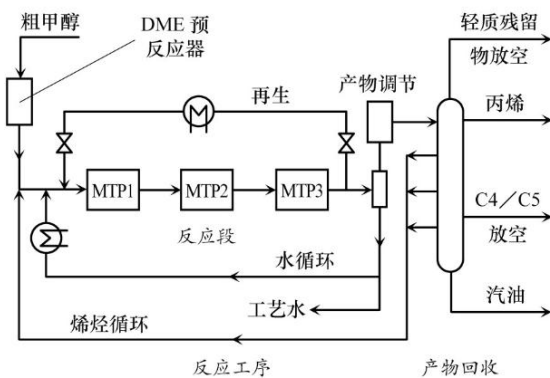 粗甲醇
DME 预
反应器
轻质残留
物放空
产物调节
再生
丙烯
MTP1
MTP2
MTP3
反应段
C4／C5
放空
水循环
工艺水
汽油
烯烃循环
反应工序
产物回收